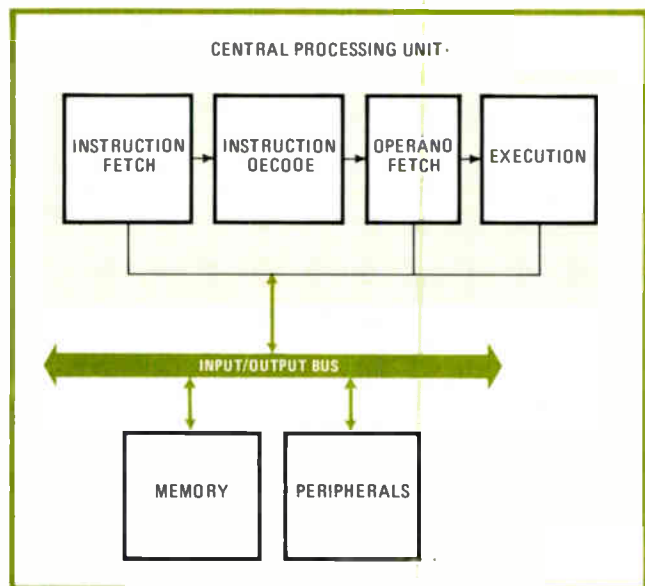 CENTRAL PROCESSING UNIT
INSTRUCTION
FETCH
INSTRUCTION
OECOOE
OPERANO
FETCH
EXECUTION
INPUT/OUTPUT BUS
MEMORY
PERIPHERALS